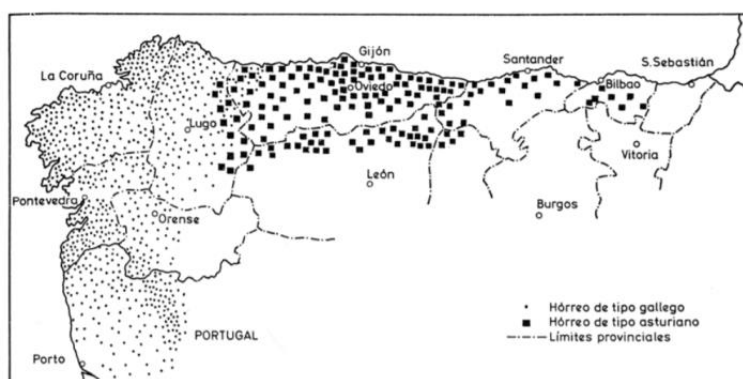 Gijón
Santander
S.Sebastián
La Coruña
Oviedo
Bilbao
Lugo
Vitoria
León
Pontevedra
Orense
Burgos
Hórreo de tipo gallego
Hórreo de tipo asturiano
PORTUGAL
Límites provinciales
Porto